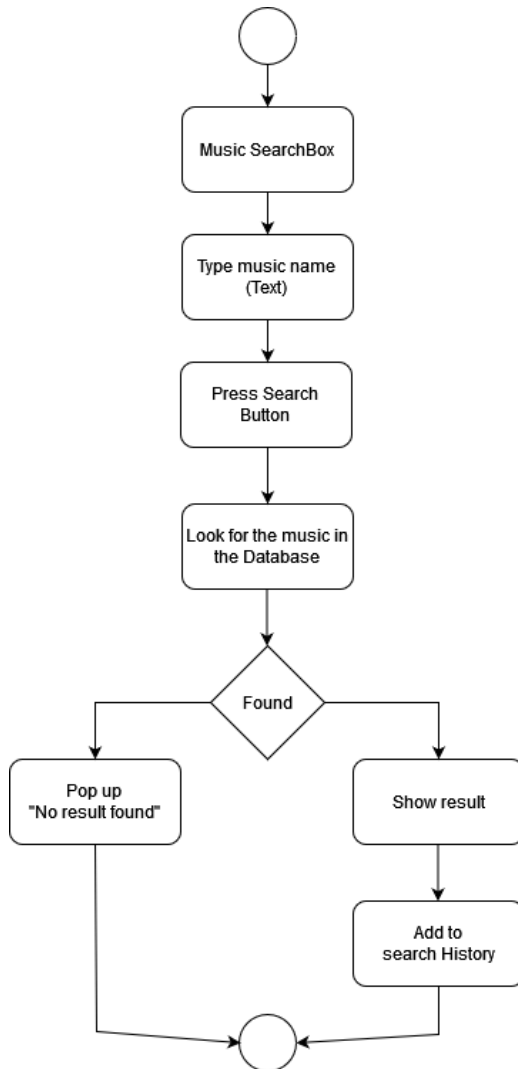 Music SearchBox
Type music name
(Text)
Press Search
Button
Look for the music in
the Database
Found
Pop up
"No result found"
Show result
Add to
search History